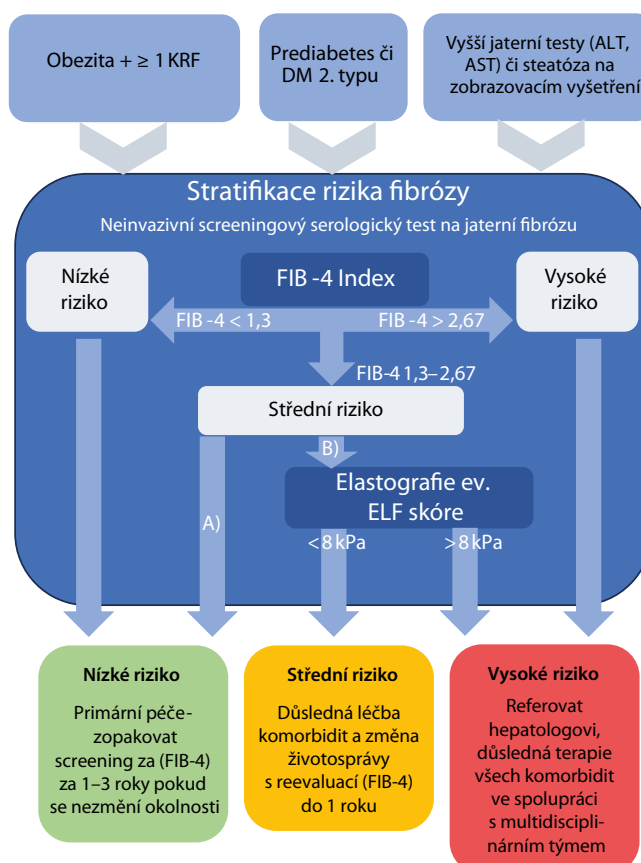 Obezita + ≥ 1 KRF
Prediabetes či
DM 2. typu
Vyšší jaterní testy (ALT,
AST) či steatóza na
zobrazovacím vyšetření
Stratifikace rizika fibrózy
Neinvazivní screeningový serologický test na jaterní fibrózu
Nízké
riziko
FIB -4 Index
Vysoké
riziko
FIB -4 < 1,3
FIB -4 > 2,67
FIB-4 1,3–2,67
Střední riziko
B)
A)
Elastografie ev.
ELF skóre
< 8 kPa
> 8 kPa
Nízké riziko
Primární péče-
zopakovat
screening za (FIB-4)
za 1–3 roky pokud
se nezmění okolnosti
Střední riziko
Důsledná léčba
komorbidit a změna
životosprávy
s reevaluací (FIB-4)
do 1 roku
Vysoké riziko
Referovat
hepatologovi,
důsledná terapie
všech komorbidit
ve spolupráci
s multidiscipli-
nárním týmem